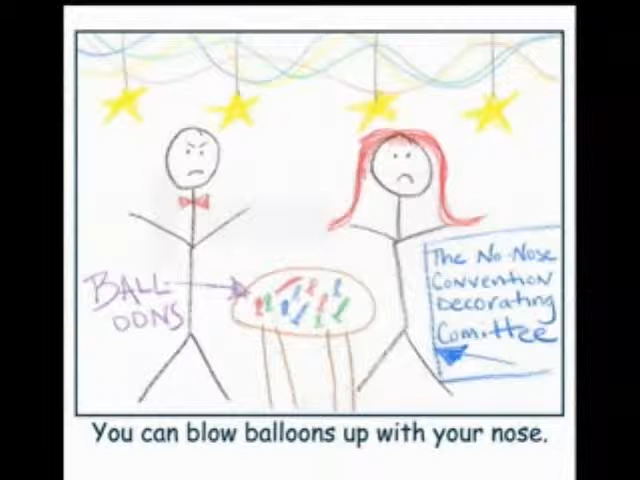 BALL-
OONS
The No-Nose
Convention
Decorating
Comittee
You can blow balloons up with your nose.